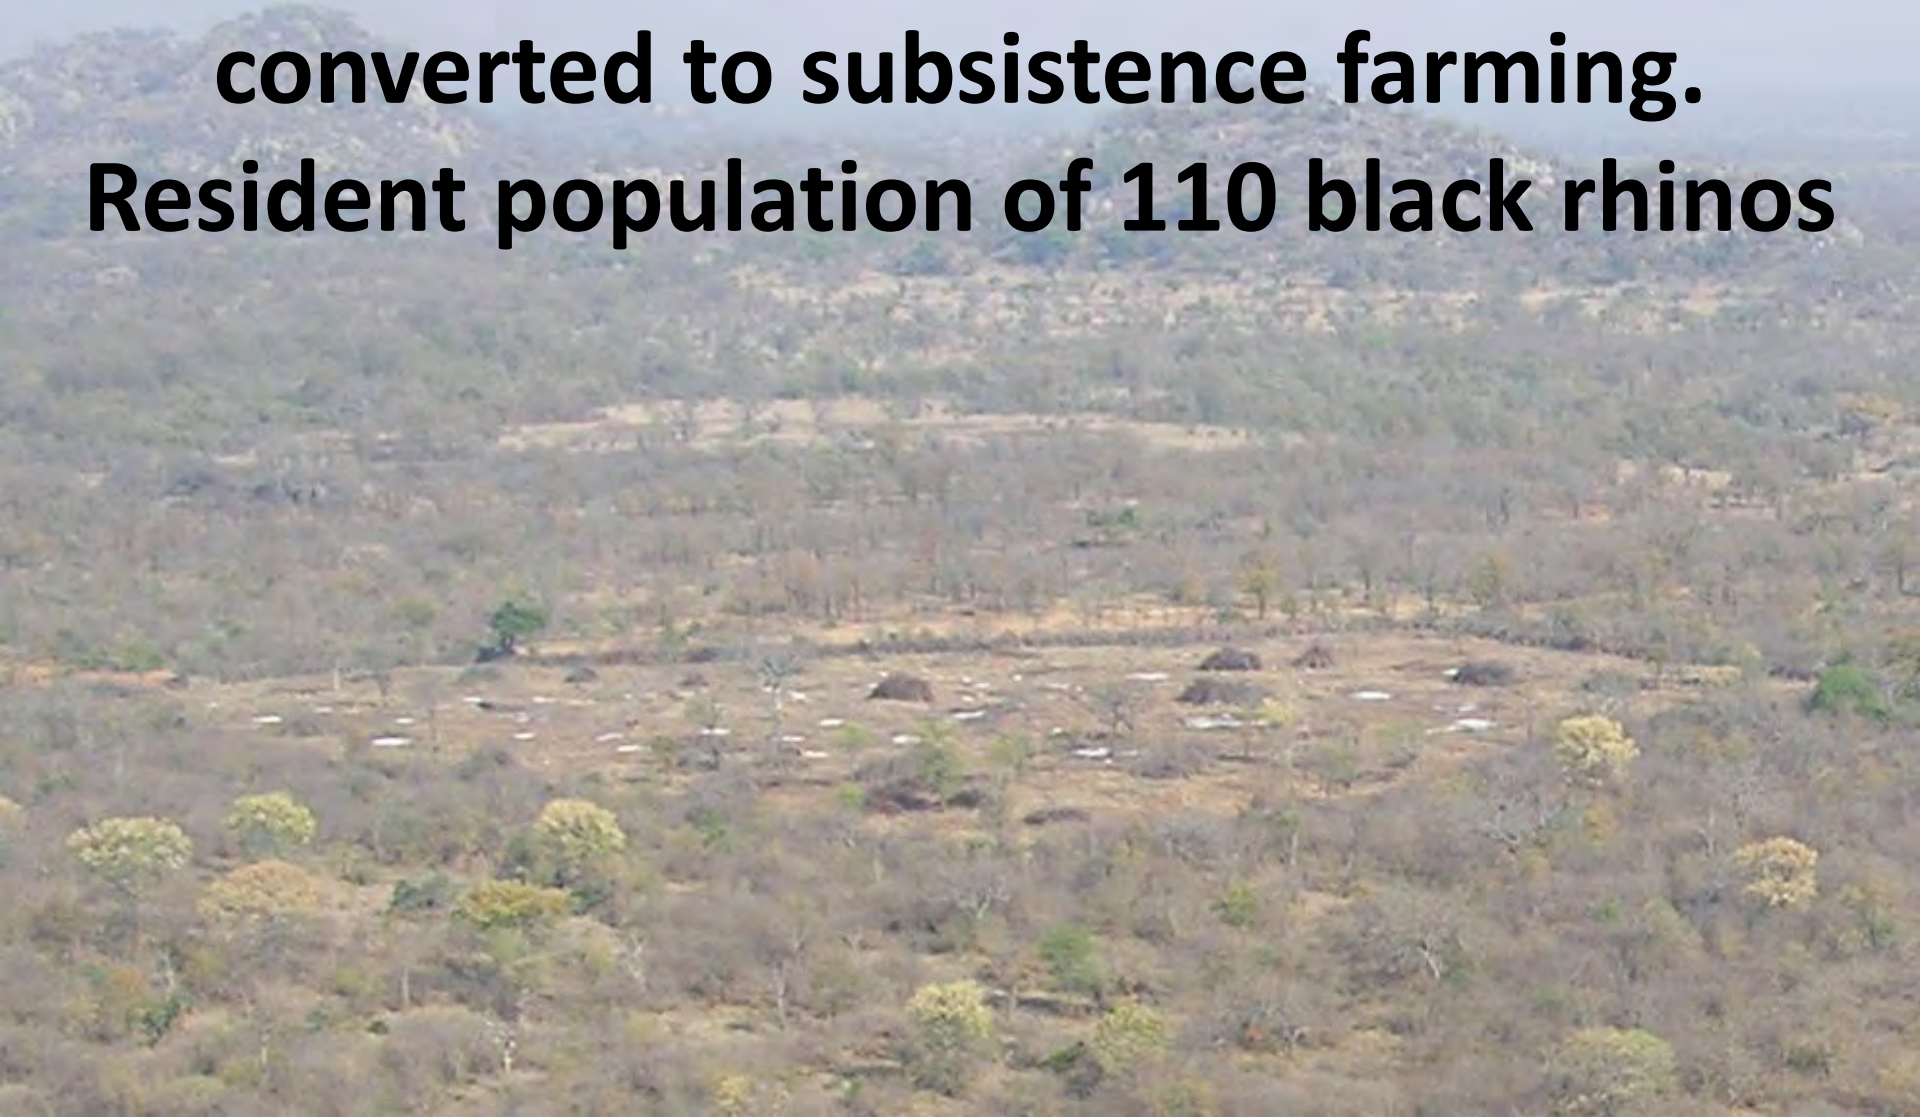 converted to subsistence farming.
Resident population of 110 black rhinos